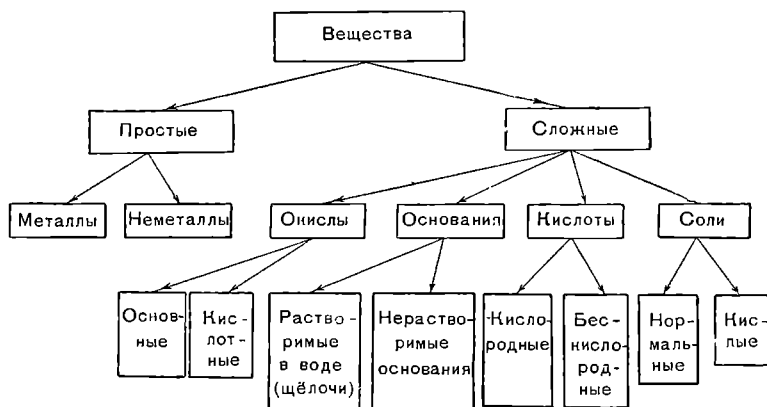 Вещества
Простые
Сложные
Металлы
Неметаллы
Окислы
Основания
Кислоты
Соли
Основ-
ные
Кис-
лот-
ные
Раство-
римые
в воде
(щёлочи)
Нераство-
римые
основания
Кисло-
родные
Бес-
кисло-
род-
ные
Нор-
маль-
ные
Кис-
лые